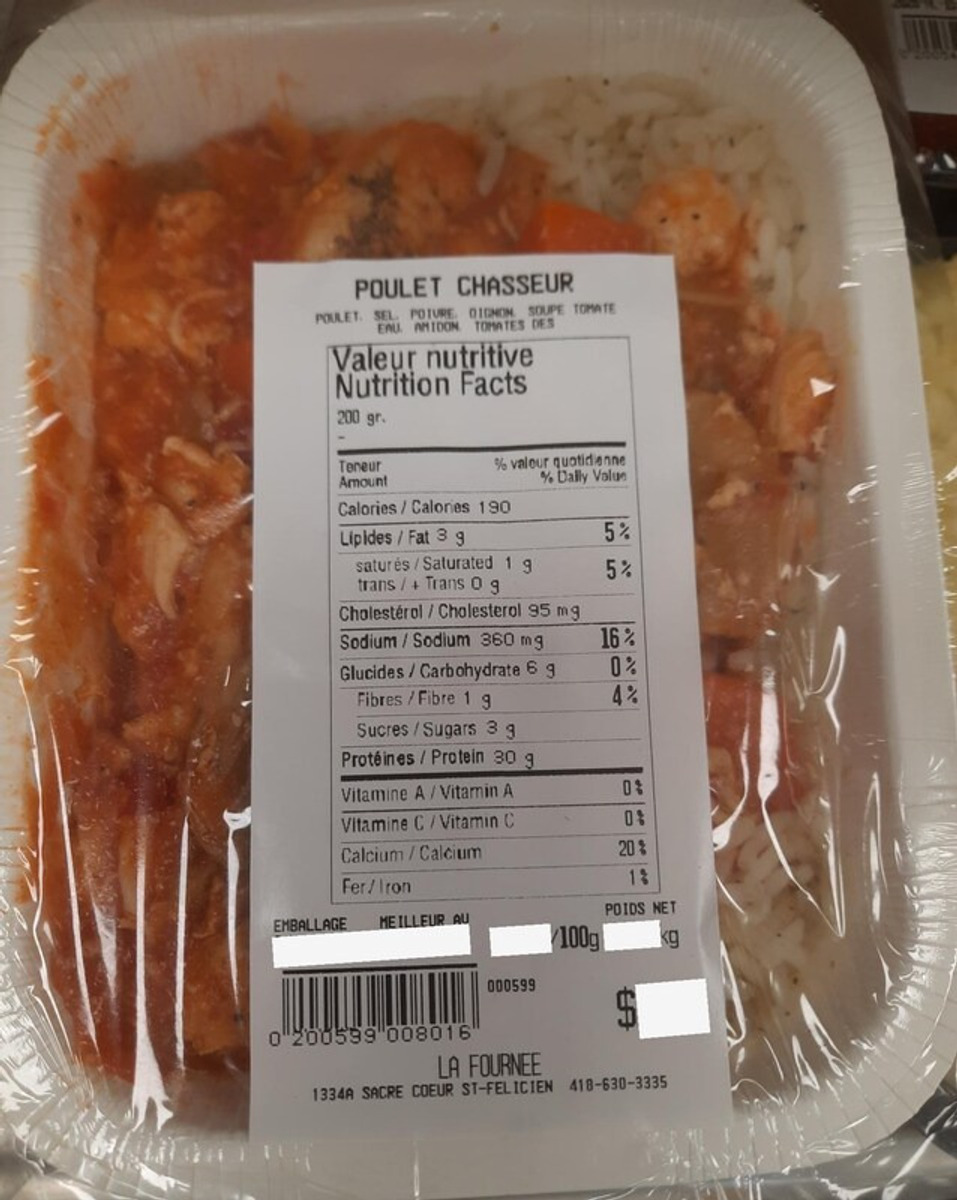 POULET CHASSEUR
POULET. SEL. POIVRE. OIGNON. SOUPE TOMATE
EAU. AMIDON. TOMATES DES
Valeur nutritive
Nutrition Facts
200 gr.
-
Teneur % valeur quotidienne
Amount % Daily Value
Calories / Calories 190
Lipides / Fat 3 g 5%
saturés / Saturated 1 g 5%
trans / + Trans 0 g
Cholestérol / Cholesterol 95 mg
Sodium / Sodium 360 mg 16%
Glucides / Carbohydrate 6 g 0%
Fibres / Fibre 1 g 4%
Sucres / Sugars 3 g
Protéines / Protein 30 g
Vitamine A / Vitamin A 0%
Vitamine C / Vitamin C 0%
Calcium / Calcium 20%
Fer / Iron 1%
EMBALLAGE MEILLEUR AU POIDS NET
/100g kg
000599
$
0 200599 008016
LA FOURNEE
1334A SACRE COEUR ST-FELICIEN 418-630-3335